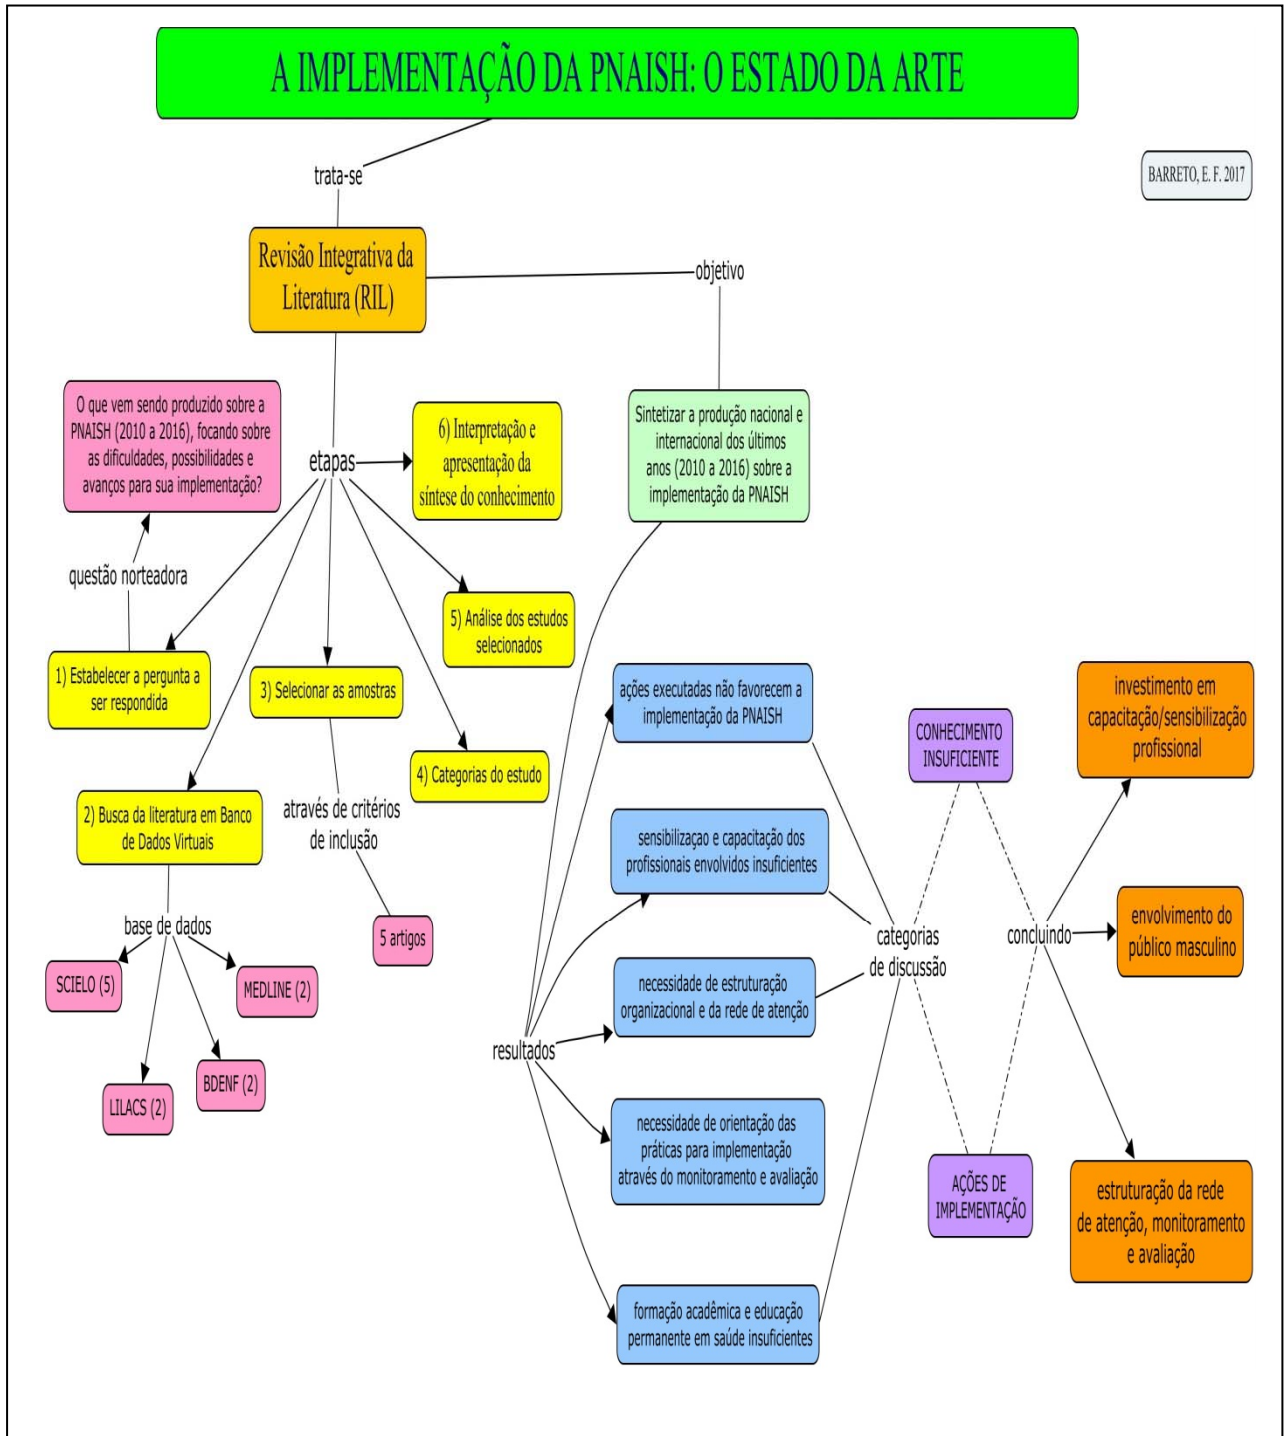 A IMPLEMENTAÇÃO DA PNAISH: O ESTADO DA ARTE
trata-se
BARRETO, E. F. 2017
Revisão Integrativa da
Literatura (RIL)
objetivo
O que vem sendo produzido sobre a
PNAISH (2010 a 2016), focando sobre
as dificuldades, possibilidades e
avanços para sua implementação?
etapas
6) Interpretação e
apresentação da
síntese do conhecimento
Sintetizar a produção nacional e
internacional dos últimos
anos (2010 a 2016) sobre a
implementação da PNAISH
questão norteadora
5) Análise dos estudos
selecionados
1) Estabelecer a pergunta a
ser respondida
3) Selecionar as amostras
4) Categorias do estudo
2) Busca da literatura em Banco
de Dados Virtuais
através de critérios
de inclusão
base de dados
5 artigos
SCIELO (5)
MEDLINE (2)
LILACS (2)
BDENF (2)
resultados
ações executadas não favorecem a
implementação da PNAISH
sensibilizaçao e capacitação dos
profissionais envolvidos insuficientes
necessidade de estruturação
organizacional e da rede de atenção
necessidade de orientação das
práticas para implementação
através do monitoramento e avaliação
formação acadêmica e educação
permanente em saúde insuficientes
categorias
de discussão
CONHECIMENTO
INSUFICIENTE
AÇÕES DE
IMPLEMENTAÇÃO
concluindo
investimento em
capacitação/sensibilização
profissional
envolvimento do
público masculino
estruturação da rede
de atenção, monitoramento
e avaliação